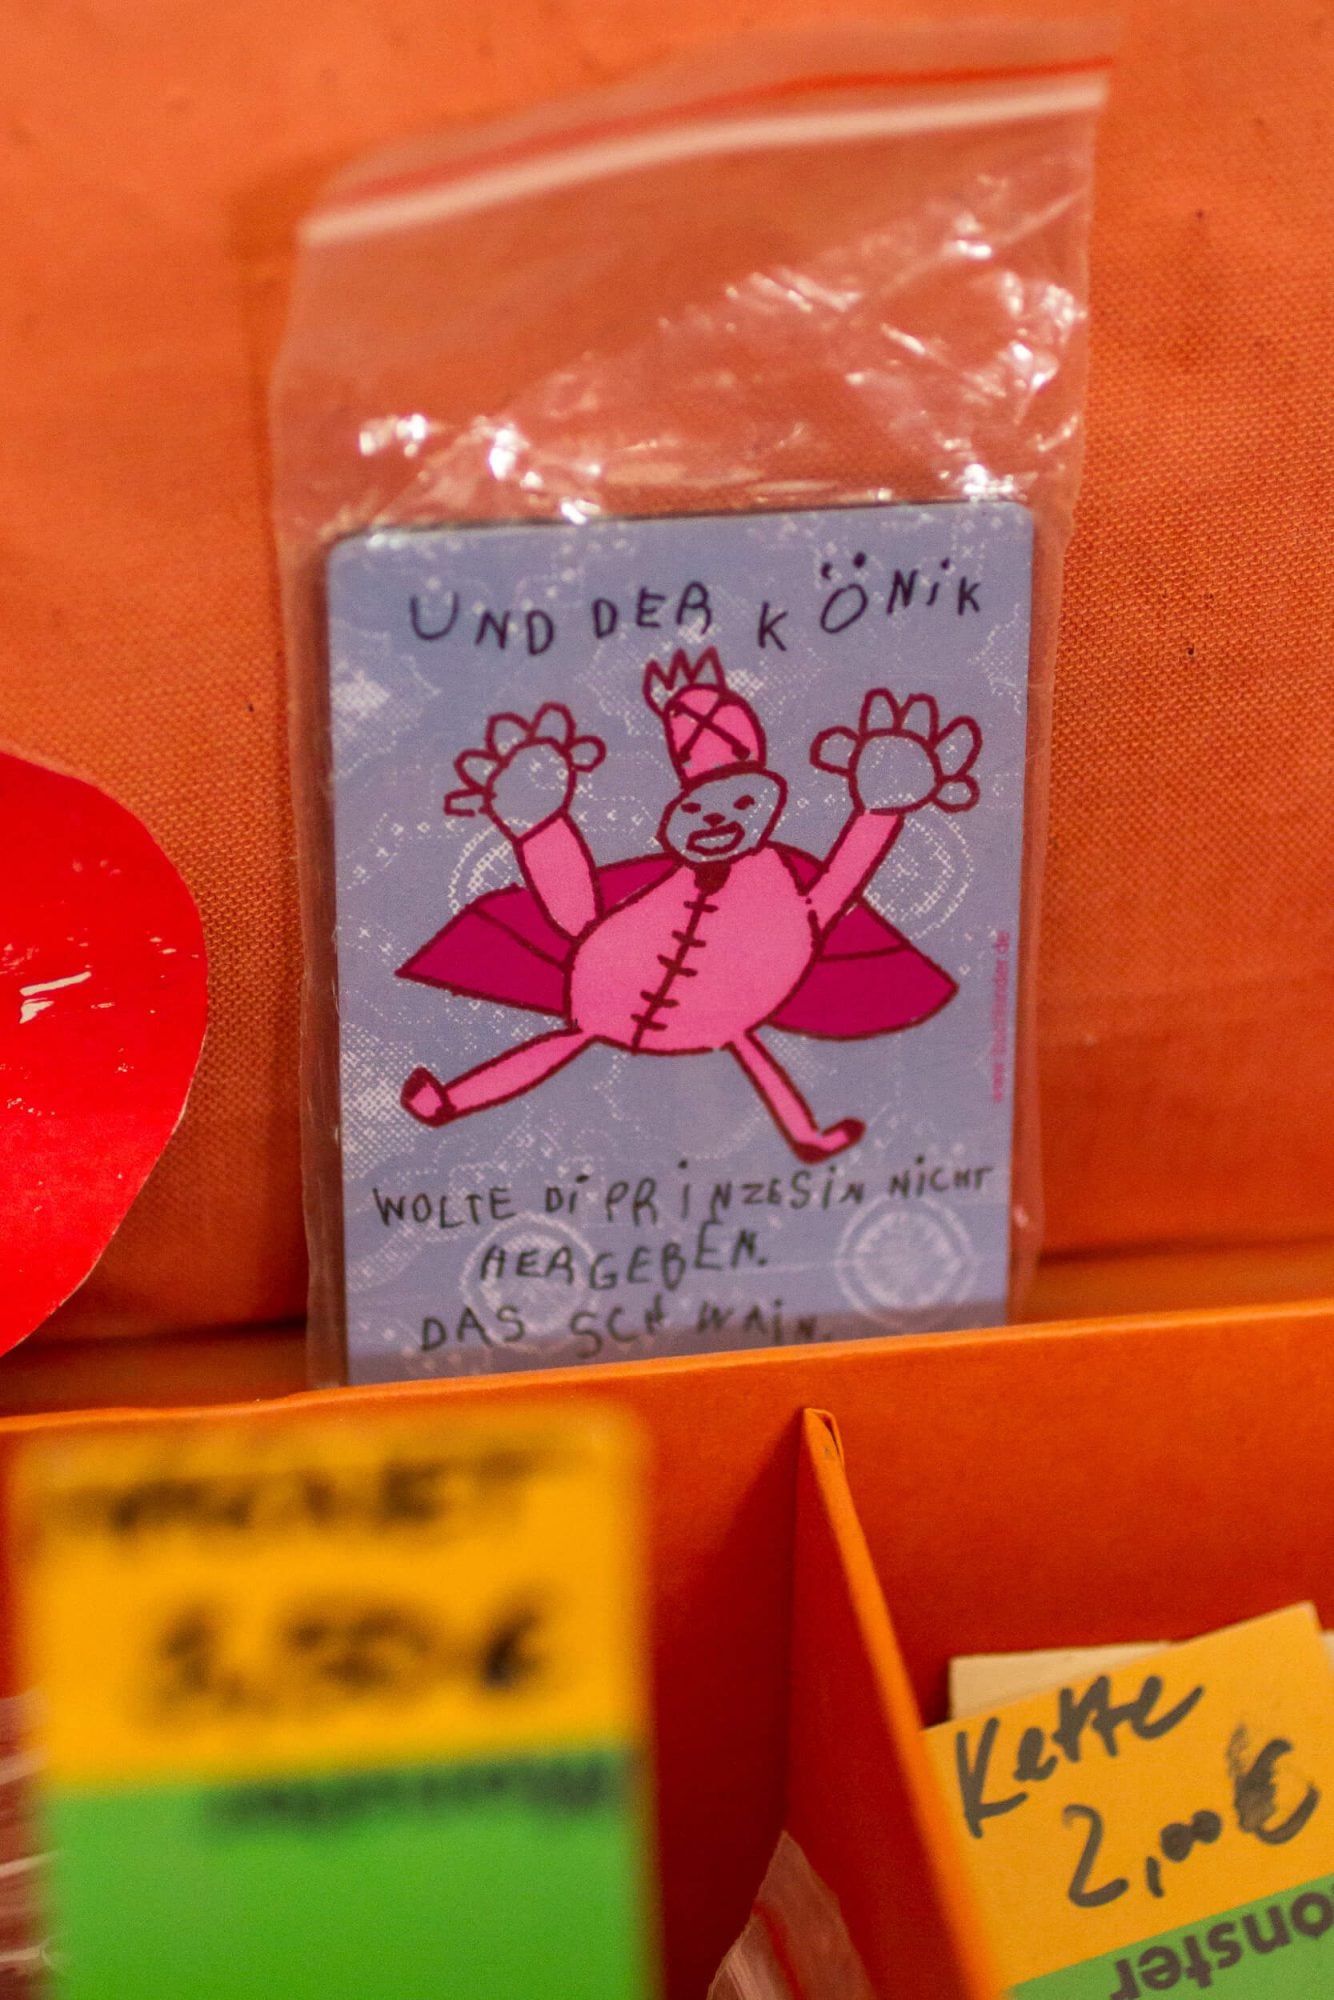 UND DER KÖNiK
WOLTE Di PRiNZESiN NiCHT
HERGEBEN.
DAS SCHWAiN.
Kette
2,00 €
onster